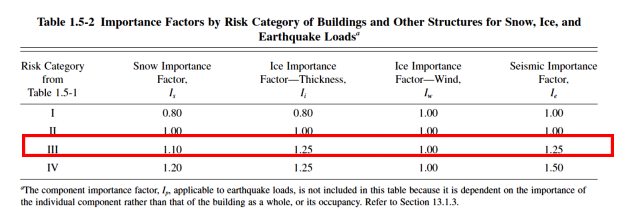 Table 1.5-2 Importance Factors by Risk Category of Buildings and Other Structures for Snow, Ice, and
Earthquake Loadsᵃ
Risk Category from Table 1.5-1 Snow Importance Factor, Iₛ Ice Importance Factor—Thickness, Iᵢ Ice Importance Factor—Wind, I_w Seismic Importance Factor, Iₑ
I 0.80 0.80 1.00 1.00
II 1.00 1.00 1.00 1.00
III 1.10 1.25 1.00 1.25
IV 1.20 1.25 1.00 1.50
ᵃThe component importance factor, Iₚ, applicable to earthquake loads, is not included in this table because it is dependent on the importance of
the individual component rather than that of the building as a whole, or its occupancy. Refer to Section 13.1.3.